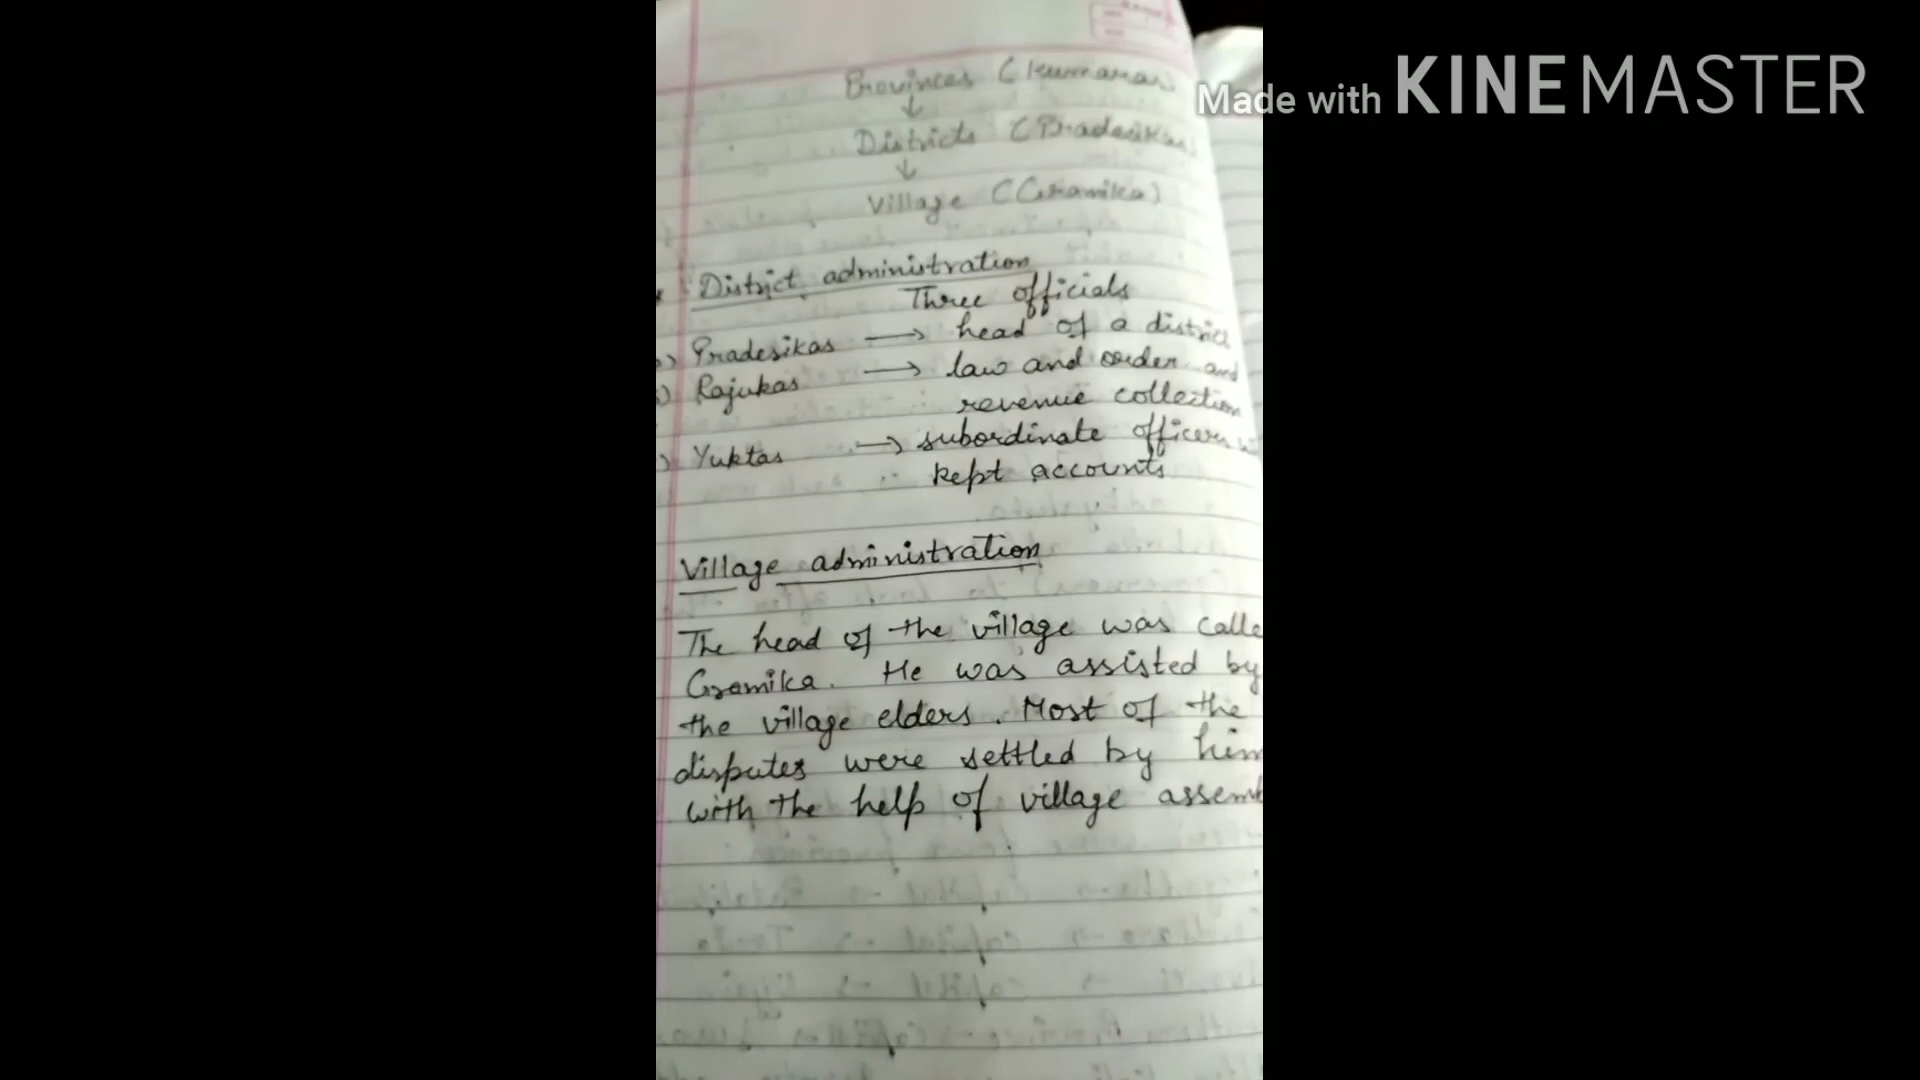 Provinces (Kumaras)
Made with KINEMASTER
↓
Districts (Pradesikas)
↓
Village (Gramika)
District administration
Three officials
Pradesikas → head of a district
Rajukas → law and order and
revenue collection
Yuktas → subordinate officers
kept accounts
Village administration
The head of the village was calle
Gramika. He was assisted by
the village elders. Most of the
disputes were settled by him
with the help of village assemb